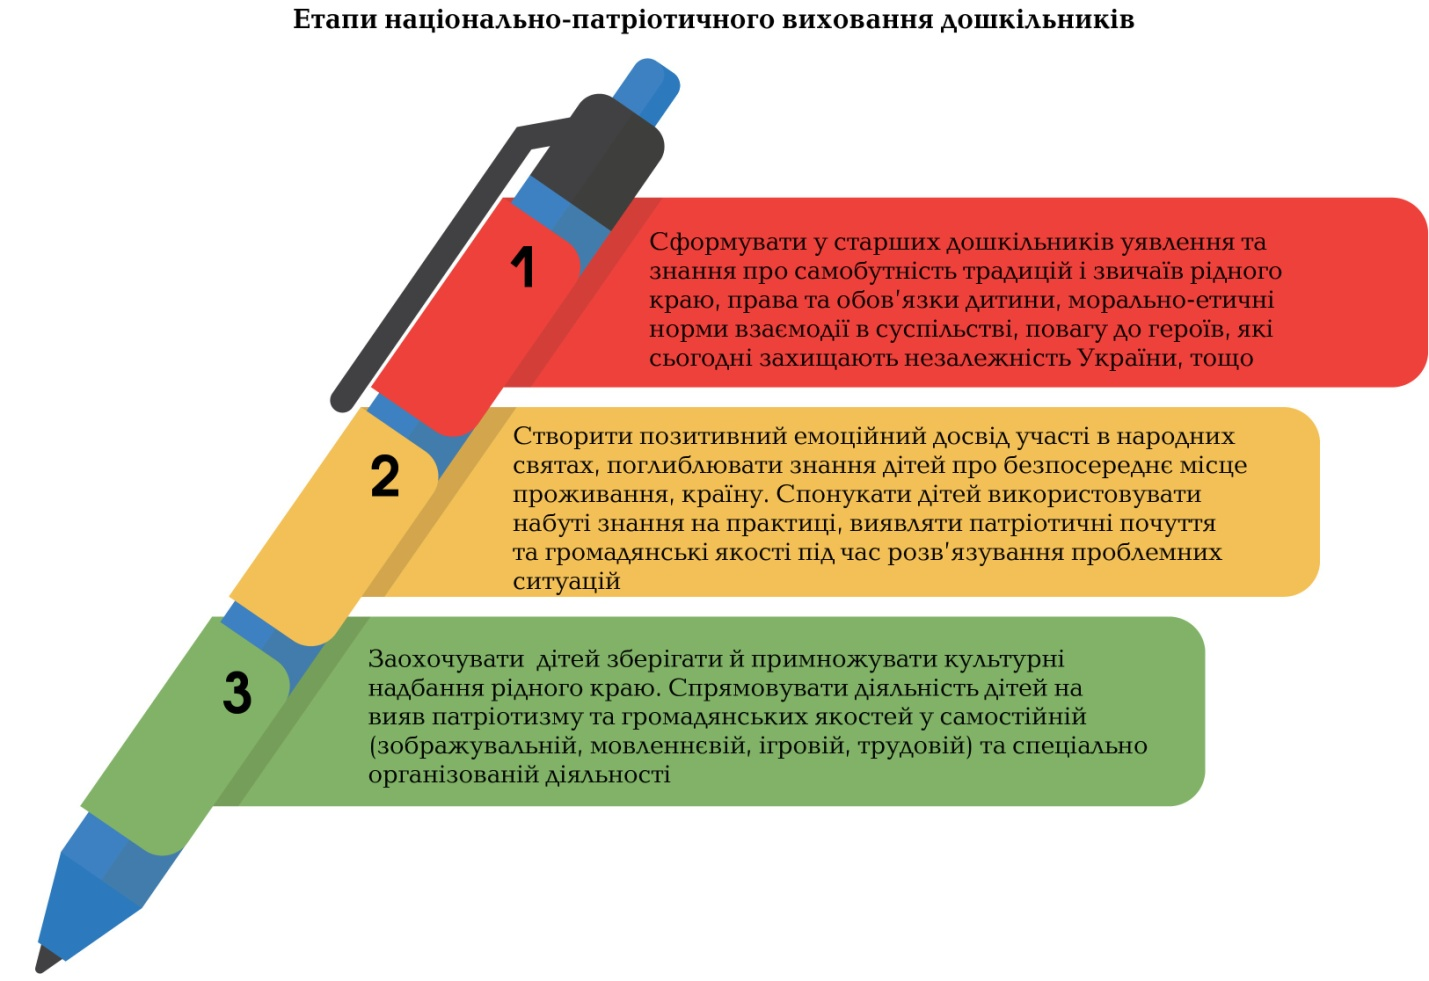 Етапи національно-патріотичного виховання дошкільників
1
Сформувати у старших дошкільників уявлення та
знання про самобутність традицій і звичаїв рідного
краю, права та обов'язки дитини, морально-етичні
норми взаємодії в суспільстві, повагу до героїв, які
сьогодні захищають незалежність України, тощо
2
Створити позитивний емоційний досвід участі в народних
святах, поглиблювати знання дітей про безпосереднє місце
проживання, країну. Спонукати дітей використовувати
набуті знання на практиці, виявляти патріотичні почуття
та громадянські якості під час розв'язування проблемних
ситуацій
3
Заохочувати  дітей зберігати й примножувати культурні
надбання рідного краю. Спрямовувати діяльність дітей на
вияв патріотизму та громадянських якостей у самостійній
(зображувальній, мовленнєвій, ігровій, трудовій) та спеціально
організованій діяльності